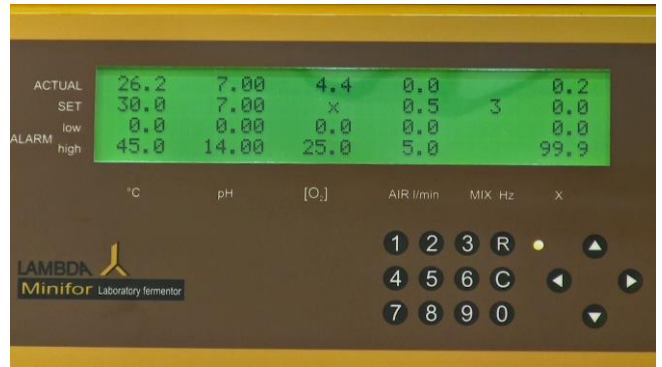 ACTUAL 26.2 7.00 4.4 0.0 0.2
SET 30.0 7.00 x 0.5 3 0.0
ALARM low 0.0 0.00 0.0 0.0 0.0
high 45.0 14.00 25.0 5.0 99.9
°C pH [O₂] AIR l/min MIX Hz X
1 2 3 R
4 5 6 C
7 8 9 0
LAMBDA
Minifor Laboratory fermentor